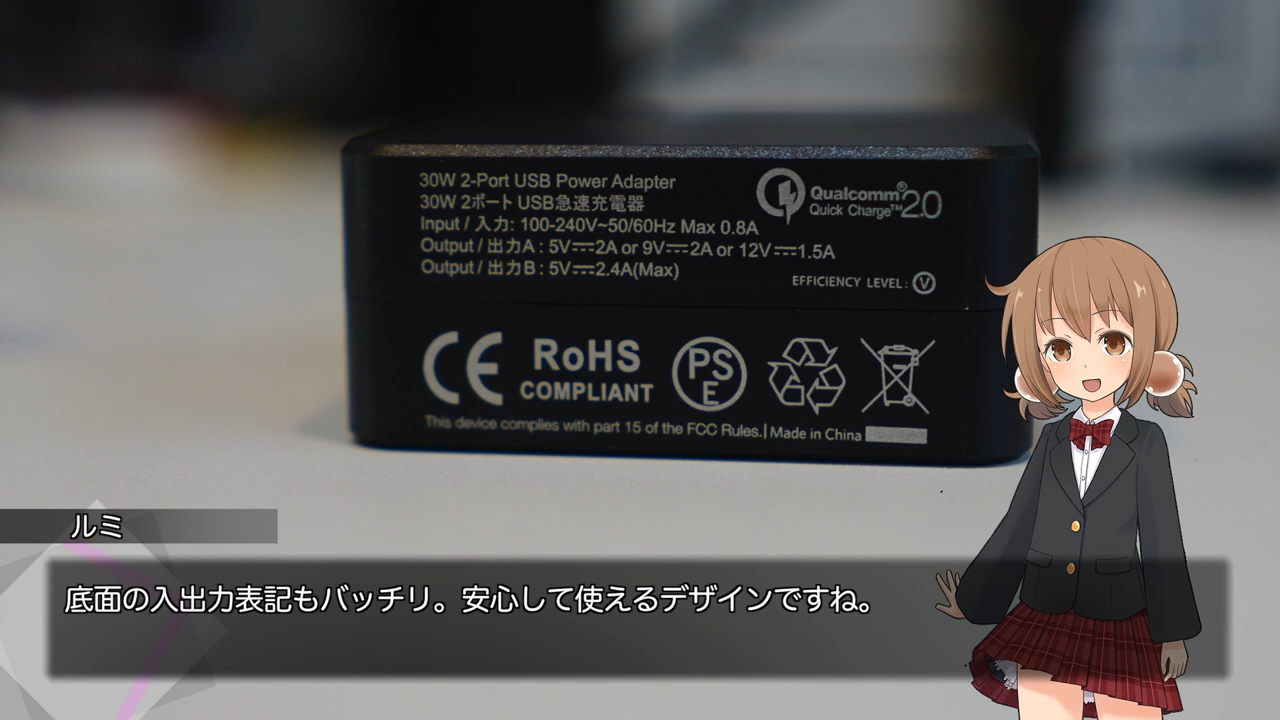 30W 2-Port USB Power Adapter
30W 2ポート USB急速充電器
Input / 入力: 100-240V~50/60Hz Max 0.8A
Output / 出力A : 5V⎓2A or 9V⎓2A or 12V⎓1.5A
Output / 出力B : 5V⎓2.4A(Max)
Qualcomm® 2.0
Quick Charge™
EFFICIENCY LEVEL : V
CE
RoHS
COMPLIANT
PS
E
This device complies with part 15 of the FCC Rules.| Made in China
ルミ
底面の入出力表記もバッチリ。安心して使えるデザインですね。